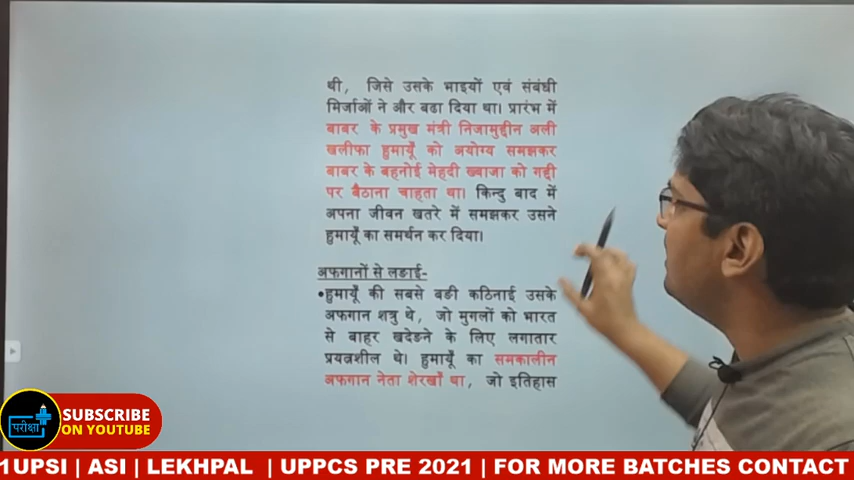 थी, जिसे उसके भाइयों एवं संबंधी
मिर्जाओं ने और बढा दिया था। प्रारंभ में
बाबर के प्रमुख मंत्री निजामुद्दीन अली
खलीफा हुमायूँ को अयोग्य समझकर
बाबर के बहनोई मेहदी ख्वाजा को गद्दी
पर बैठाना चाहता था। किन्दु बाद में
अपना जीवन खतरे में समझकर उसने
हुमायूँ का समर्थन कर दिया।
अफगानों से लडाई-
•हुमायूँ की सबसे बडी कठिनाई उसके
अफगान शत्रु थे, जो मुगलों को भारत
से बाहर खदेडने के लिए लगातार
प्रयत्नशील थे। हुमायूँ का समकालीन
अफगान नेता शेरखाँ था, जो इतिहास
परीक्षा
SUBSCRIBE
ON YOUTUBE
1UPSI | ASI | LEKHPAL | UPPCS PRE 2021 | FOR MORE BATCHES CONTACT